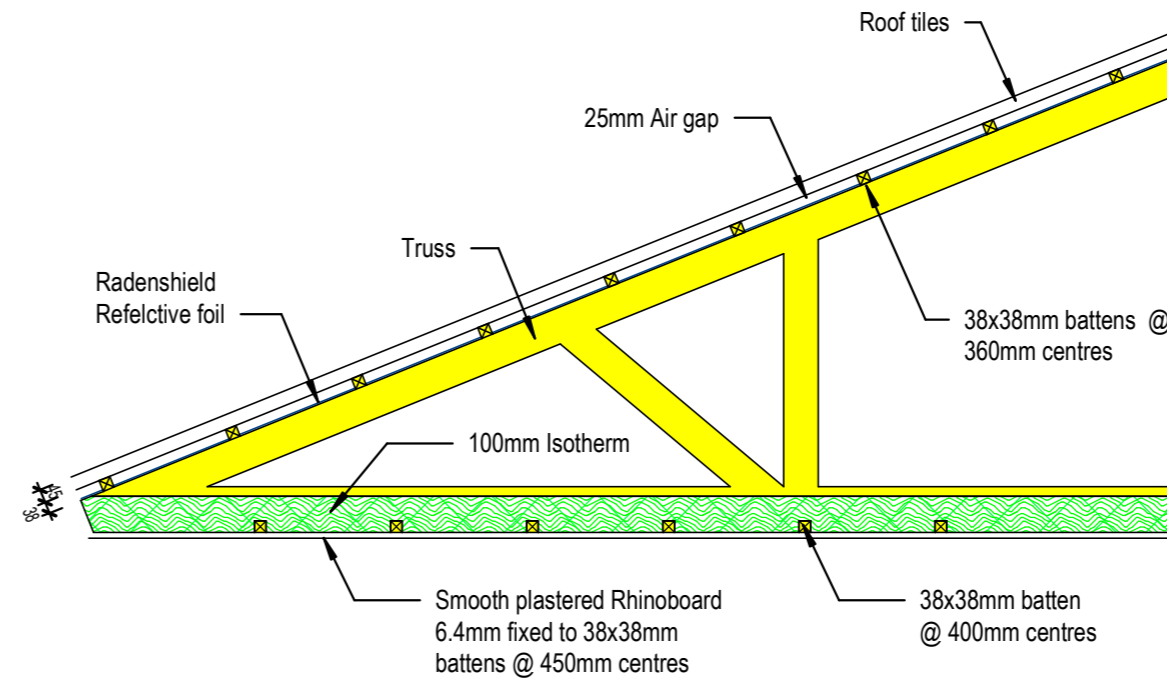 Roof tiles
25mm Air gap
Truss
Radenshield
Refelctive foil
38x38mm battens @
360mm centres
100mm Isotherm
45
38
Smooth plastered Rhinoboard
6.4mm fixed to 38x38mm
battens @ 450mm centres
38x38mm batten
@ 400mm centres